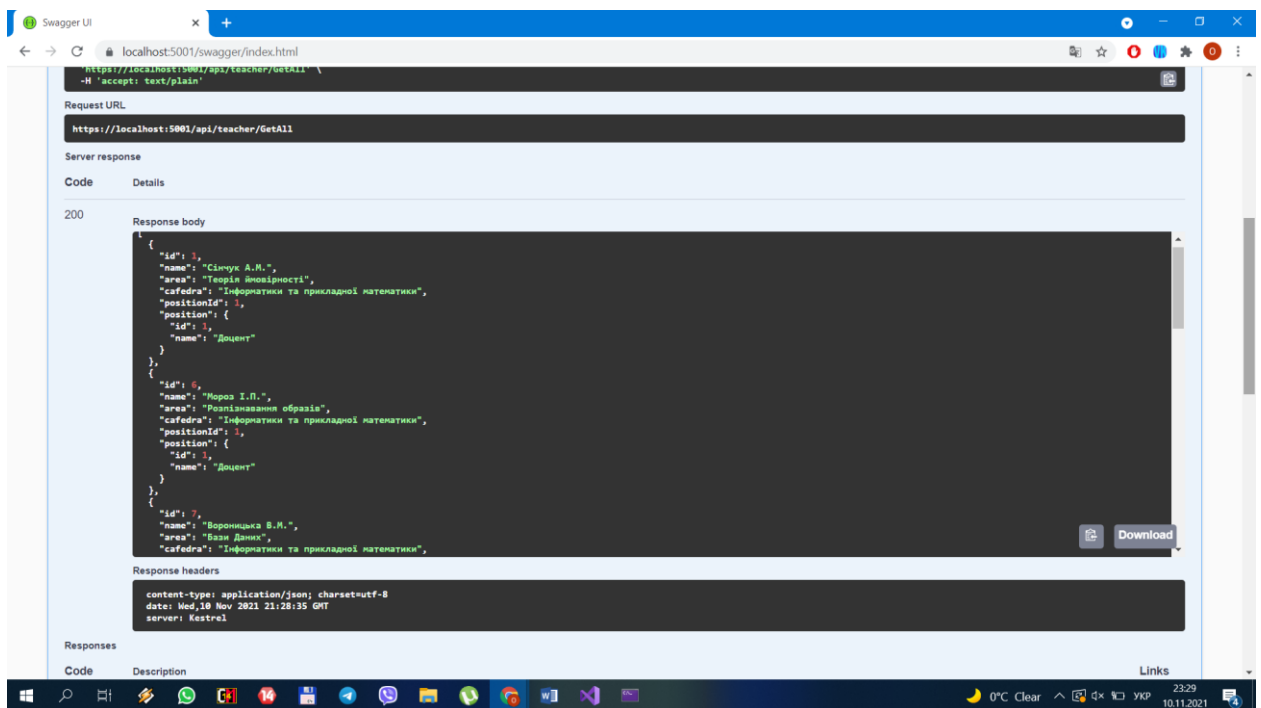 Swagger UI
localhost:5001/swagger/index.html
'https://localhost:5001/api/teacher/GetAll' \
-H 'accept: text/plain'
Request URL
https://localhost:5001/api/teacher/GetAll
Server response
Code Details
200
Response body
[
{
"id": 1,
"name": "Сінчук А.М.",
"area": "Теорія ймовірності",
"cafedra": "Інформатики та прикладної математики",
"positionId": 1,
"position": {
"id": 1,
"name": "Доцент"
}
},
{
"id": 6,
"name": "Мороз І.П.",
"area": "Розпізнавання образів",
"cafedra": "Інформатики та прикладної математики",
"positionId": 1,
"position": {
"id": 1,
"name": "Доцент"
}
},
{
"id": 7,
"name": "Вороницька В.М.",
"area": "Бази Даних",
"cafedra": "Інформатики та прикладної математики",
Download
Response headers
content-type: application/json; charset=utf-8
date: Wed,10 Nov 2021 21:28:35 GMT
server: Kestrel
Responses
Code Description Links
0°C Clear УКР 23:29
10.11.2021